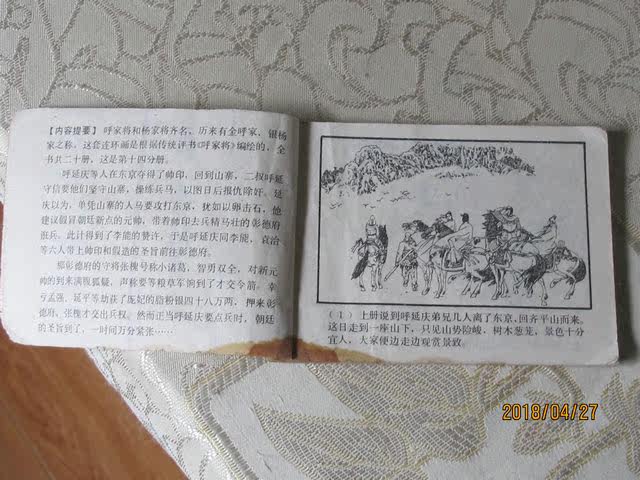 【内容提要】 呼家将和杨家将齐名，历来有金呼家、银杨
家之称。这套连环画是根据传统评书《呼家将》编绘的，全
书共二十册，这是第十四分册。
呼延庆等人在东京夺得了帅印，回到山寨，二叔呼延
守信要他们坚守山寨，操练兵马，以图日后报仇除奸。延
庆以为，单凭山寨的人马要攻打东京，犹如以卵击石，他
建议假冒朝廷新点的元帅，带着帅印去兵精马壮的彰德府
诓兵。此计得到了李能的赞许，于是呼延庆同李能，袁治
等六人带上帅印和假造的圣旨前往彰德府。
那彰德府的守将张槐号称小诸葛，智勇双全，对新元
帅的到来满腹狐疑，声称要等粮草军饷到了才交令箭。幸
亏孟强、延平等劫获了庞妃的脂粉银四十八万两，押来彰
德府，张槐才交出兵权。然而正当呼延庆要点兵时，朝廷
的圣旨到了，一时间万分紧张……
（1）上册说到呼延庆弟兄几人离了东京，回齐平山而来。
这日走到一座山下，只见山势险峻，树木葱茏，景色十分
宜人，大家便边走边观赏景致。
2018/04/27